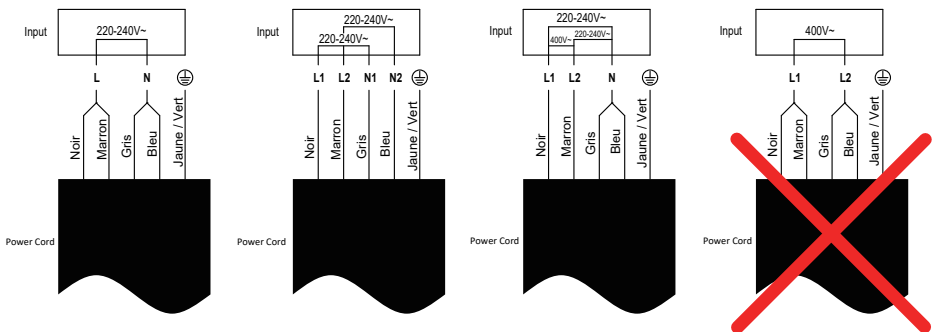 Input
220-240V~
L N
Noir
Marron
Gris
Bleu
Jaune / Vert
Power Cord
Input
220-240V~
220-240V~
L1 L2 N1 N2
Noir
Marron
Gris
Bleu
Jaune / Vert
Power Cord
Input
220-240V~
400V~ 220-240V~
L1 L2 N
Noir
Marron
Gris
Bleu
Jaune / Vert
Power Cord
Input
400V~
L1 L2
Noir
Marron
Gris
Bleu
Jaune / Vert
Power Cord